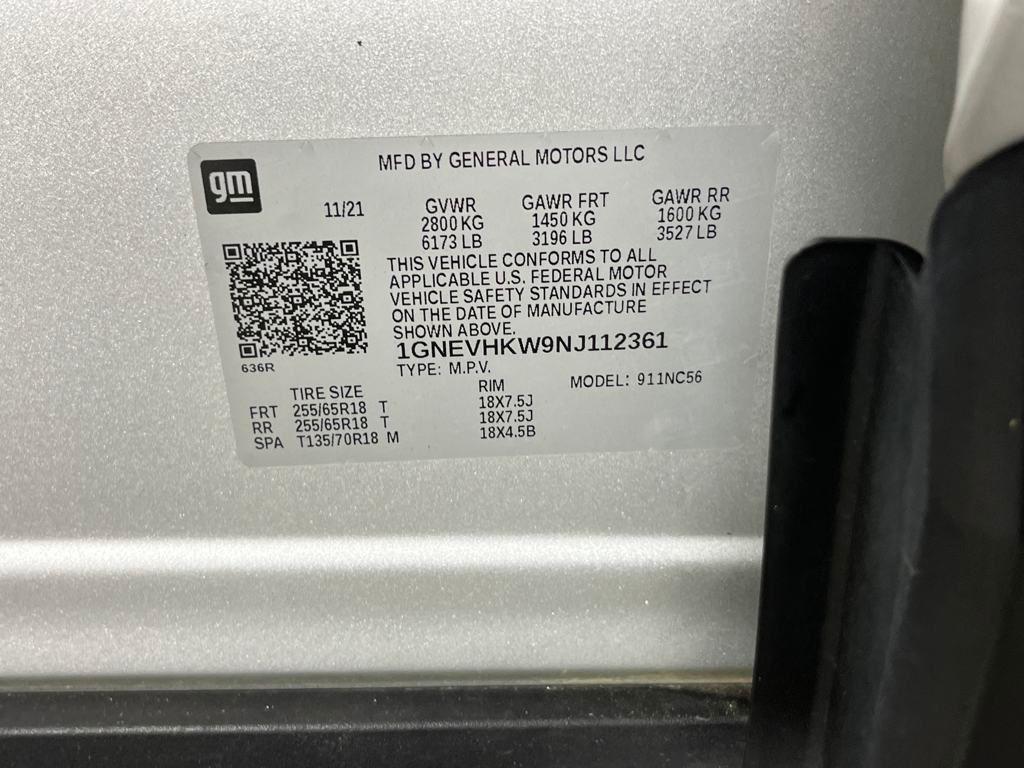 gm
MFD BY GENERAL MOTORS LLC
11/21
GVWR GAWR FRT GAWR RR
2800 KG 1450 KG 1600 KG
6173 LB 3196 LB 3527 LB
THIS VEHICLE CONFORMS TO ALL
APPLICABLE U.S. FEDERAL MOTOR
VEHICLE SAFETY STANDARDS IN EFFECT
ON THE DATE OF MANUFACTURE
SHOWN ABOVE.
1GNEVHKW9NJ112361
636R
TYPE: M.P.V. MODEL: 911NC56
TIRE SIZE RIM
FRT 255/65R18 T 18X7.5J
RR 255/65R18 T 18X7.5J
SPA T135/70R18 M 18X4.5B